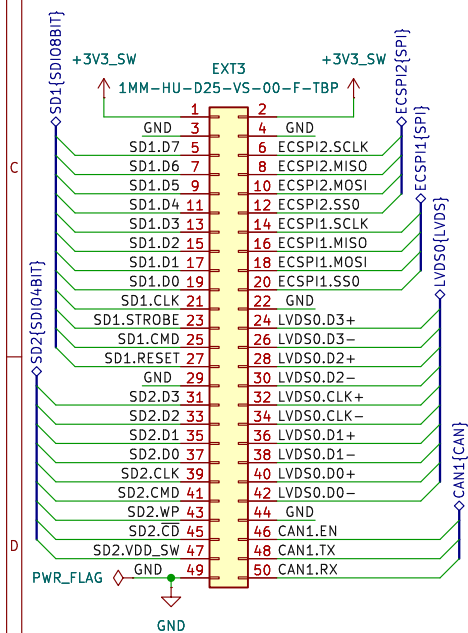 SD1{SDIO8BIT}
ECSPI2{SPI}
+3V3_SW
+3V3_SW
EXT3
1MM-HU-D25-VS-00-F-TBP
ECSPI1{SPI}
1 2
GND 3 4 GND
SD1.D7 5 6 ECSPI2.SCLK
C
SD1.D6 7 8 ECSPI2.MISO
SD1.D5 9 10 ECSPI2.MOSI
SD1.D4 11 12 ECSPI2.SS0
SD1.D3 13 14 ECSPI1.SCLK
SD1.D2 15 16 ECSPI1.MISO
SD1.D1 17 18 ECSPI1.MOSI
SD1.D0 19 20 ECSPI1.SS0
LVDS0{LVDS}
SD1.CLK 21 22 GND
SD1.STROBE 23 24 LVDS0.D3+
SD1.CMD 25 26 LVDS0.D3-
SD1.RESET 27 28 LVDS0.D2+
SD2{SDIO4BIT}
GND 29 30 LVDS0.D2-
SD2.D3 31 32 LVDS0.CLK+
SD2.D2 33 34 LVDS0.CLK-
SD2.D1 35 36 LVDS0.D1+
SD2.D0 37 38 LVDS0.D1-
SD2.CLK 39 40 LVDS0.D0+
SD2.CMD 41 42 LVDS0.D0-
CAN1{CAN}
SD2.WP 43 44 GND
SD2.C̅D̅ 45 46 CAN1.EN
D
SD2.VDD_SW 47 48 CAN1.TX
PWR_FLAG GND 49 50 CAN1.RX
GND